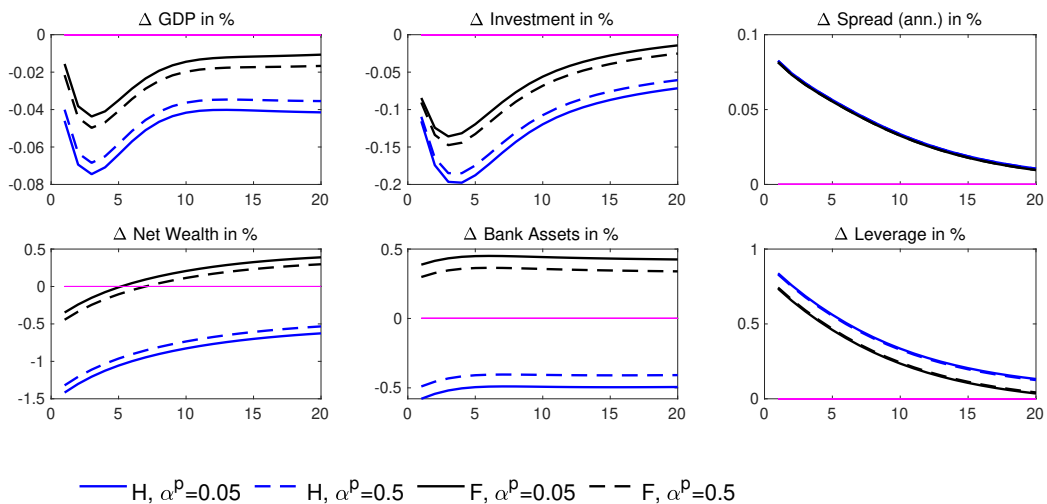 Δ GDP in %
Δ Investment in %
Δ Spread (ann.) in %
0
-0.02
-0.04
-0.06
-0.08
0 5 10 15 20
0
-0.05
-0.1
-0.15
-0.2
0 5 10 15 20
0.1
0.05
0
0 5 10 15 20
Δ Net Wealth in %
Δ Bank Assets in %
Δ Leverage in %
0.5
0
-0.5
-1
-1.5
0 5 10 15 20
0.5
0
-0.5
0 5 10 15 20
1
0.5
0
0 5 10 15 20
H, αᵖ=0.05 H, αᵖ=0.5 F, αᵖ=0.05 F, αᵖ=0.5